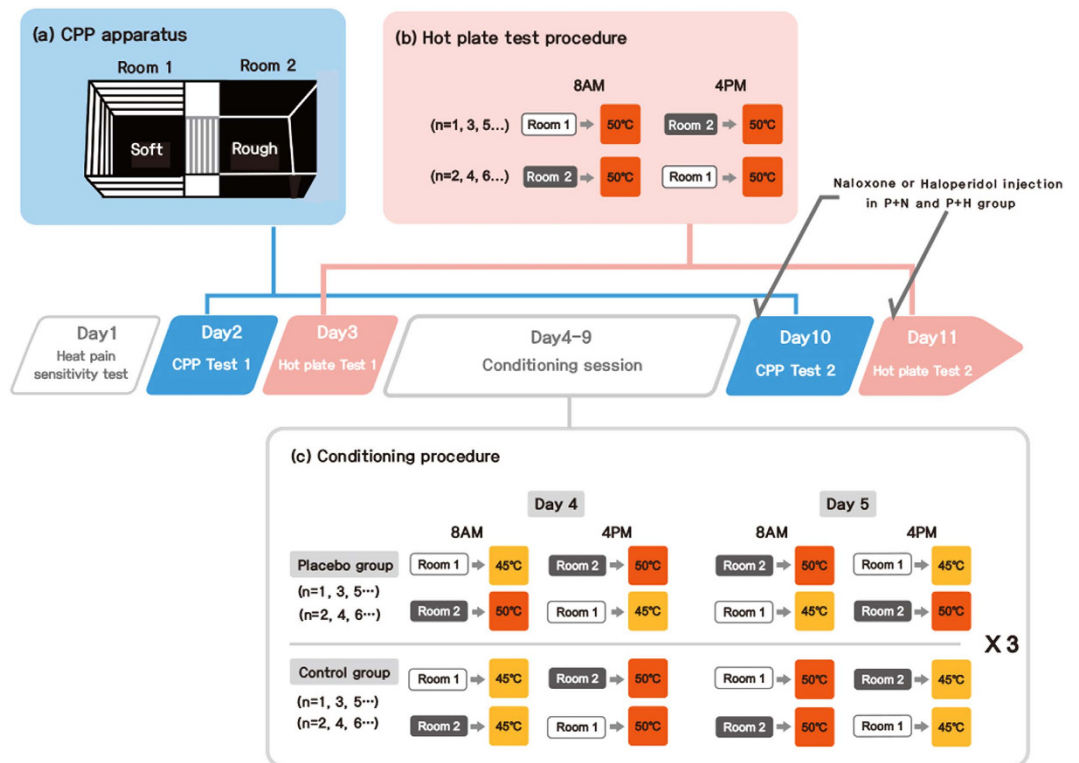 (a) CPP apparatus
Room 1 Room 2
Soft Rough
(b) Hot plate test procedure
8AM 4PM
(n=1, 3, 5...) Room 1 50℃ Room 2 50℃
(n=2, 4, 6...) Room 2 50℃ Room 1 50℃
Naloxone or Haloperidol injection
in P+N and P+H group
Day1
Heat pain
sensitivity test
Day2
CPP Test 1
Day3
Hot plate Test 1
Day4-9
Conditioning session
Day10
CPP Test 2
Day11
Hot plate Test 2
(c) Conditioning procedure
Day 4 Day 5
8AM 4PM 8AM 4PM
Placebo group
(n=1, 3, 5···) Room 1 45℃ Room 2 50℃ Room 2 50℃ Room 1 45℃
(n=2, 4, 6···) Room 2 50℃ Room 1 45℃ Room 1 45℃ Room 2 50℃
X 3
Control group
(n=1, 3, 5···) Room 1 45℃ Room 2 50℃ Room 1 50℃ Room 2 45℃
(n=2, 4, 6···) Room 2 45℃ Room 1 50℃ Room 2 50℃ Room 1 45℃